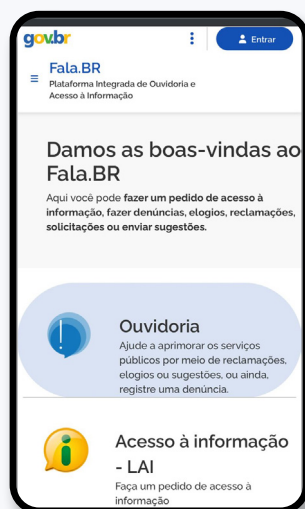 gov.br
Entrar
Fala.BR
Plataforma Integrada de Ouvidoria e
Acesso à Informação
Damos as boas-vindas ao
Fala.BR
Aqui você pode fazer um pedido de acesso à
informação, fazer denúncias, elogios, reclamações,
solicitações ou enviar sugestões.
Ouvidoria
Ajude a aprimorar os serviços
públicos por meio de reclamações,
elogios ou sugestões, ou ainda,
registre uma denúncia.
Acesso à informação
- LAI
Faça um pedido de acesso à
informação